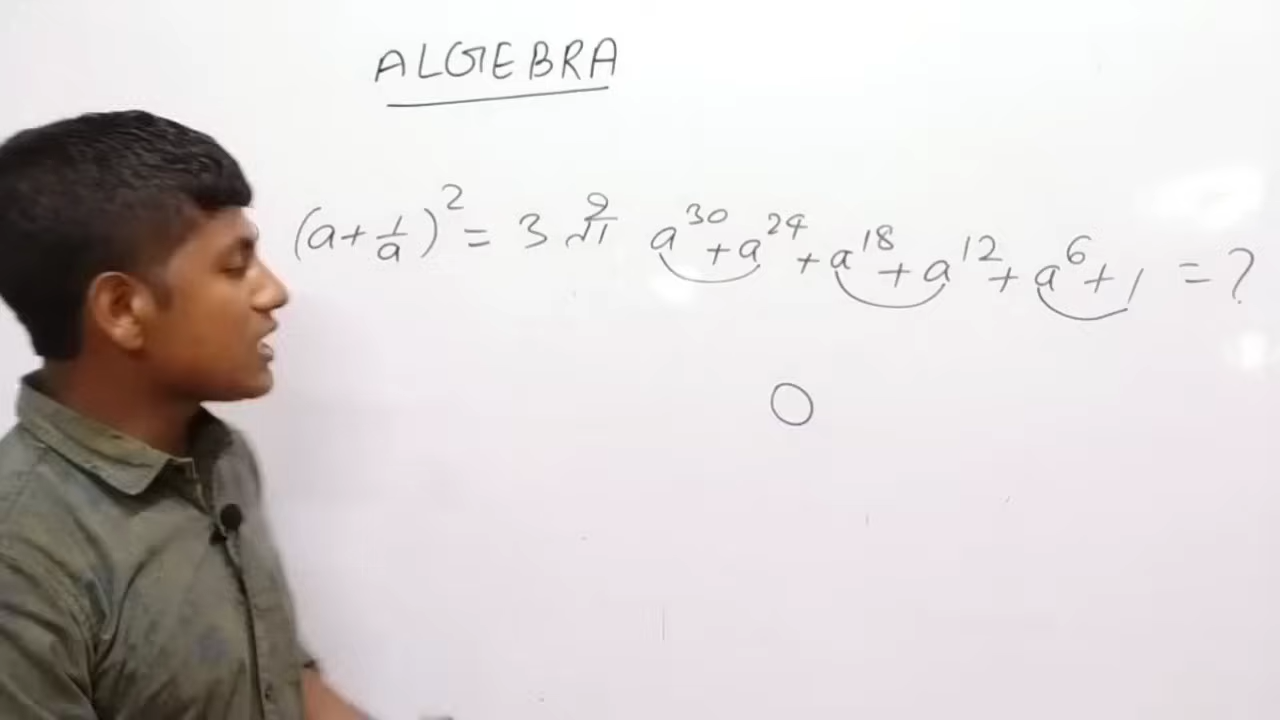 ALGEBRA
(a+1/a)² = 3 ਤਾਂ a³⁰ + a²⁴ + a¹⁸ + a¹² + a⁶ + 1 = ?
0